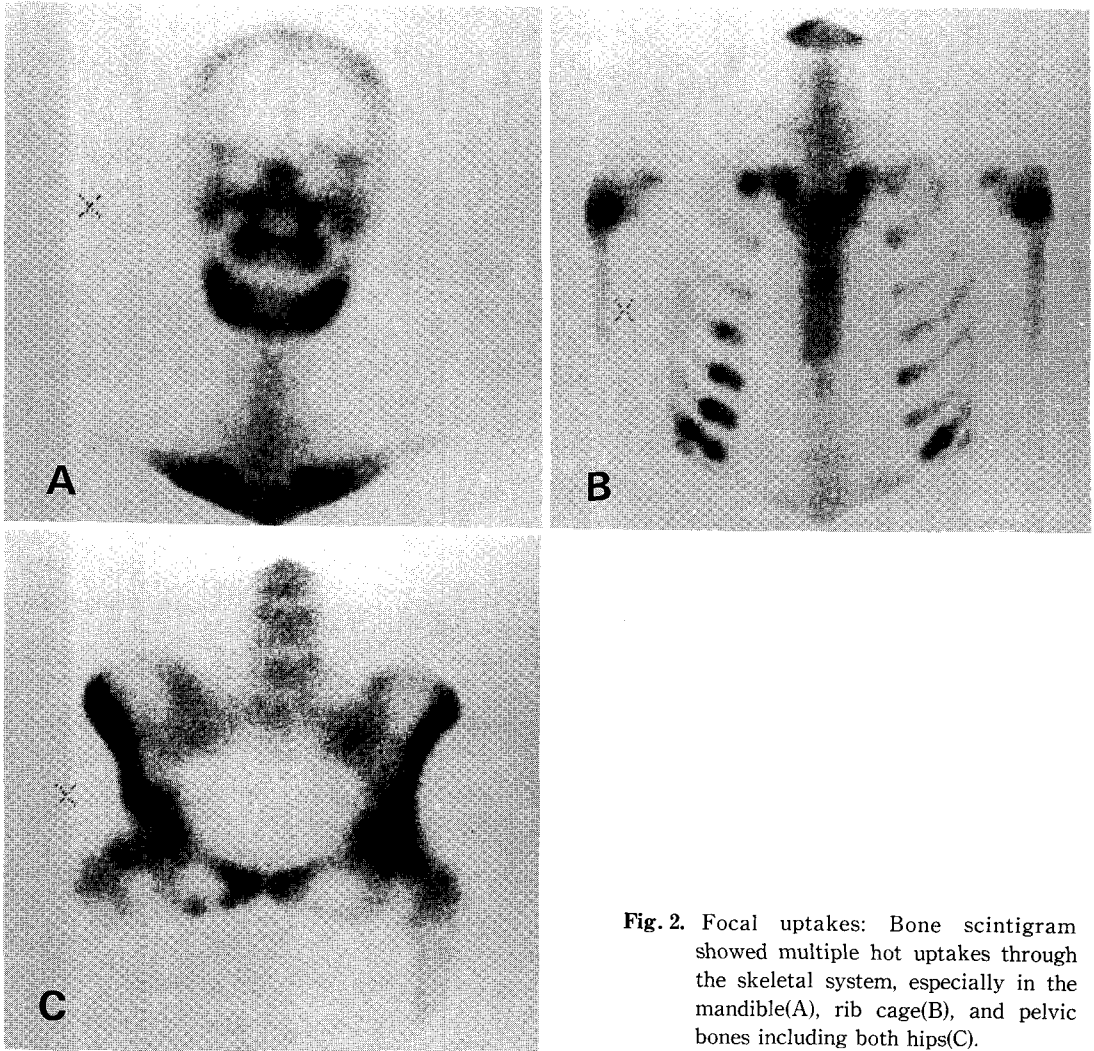 A
B
C
Fig. 2. Focal uptakes: Bone scintigram
showed multiple hot uptakes through
the skeletal system, especially in the
mandible(A), rib cage(B), and pelvic
bones including both hips(C).